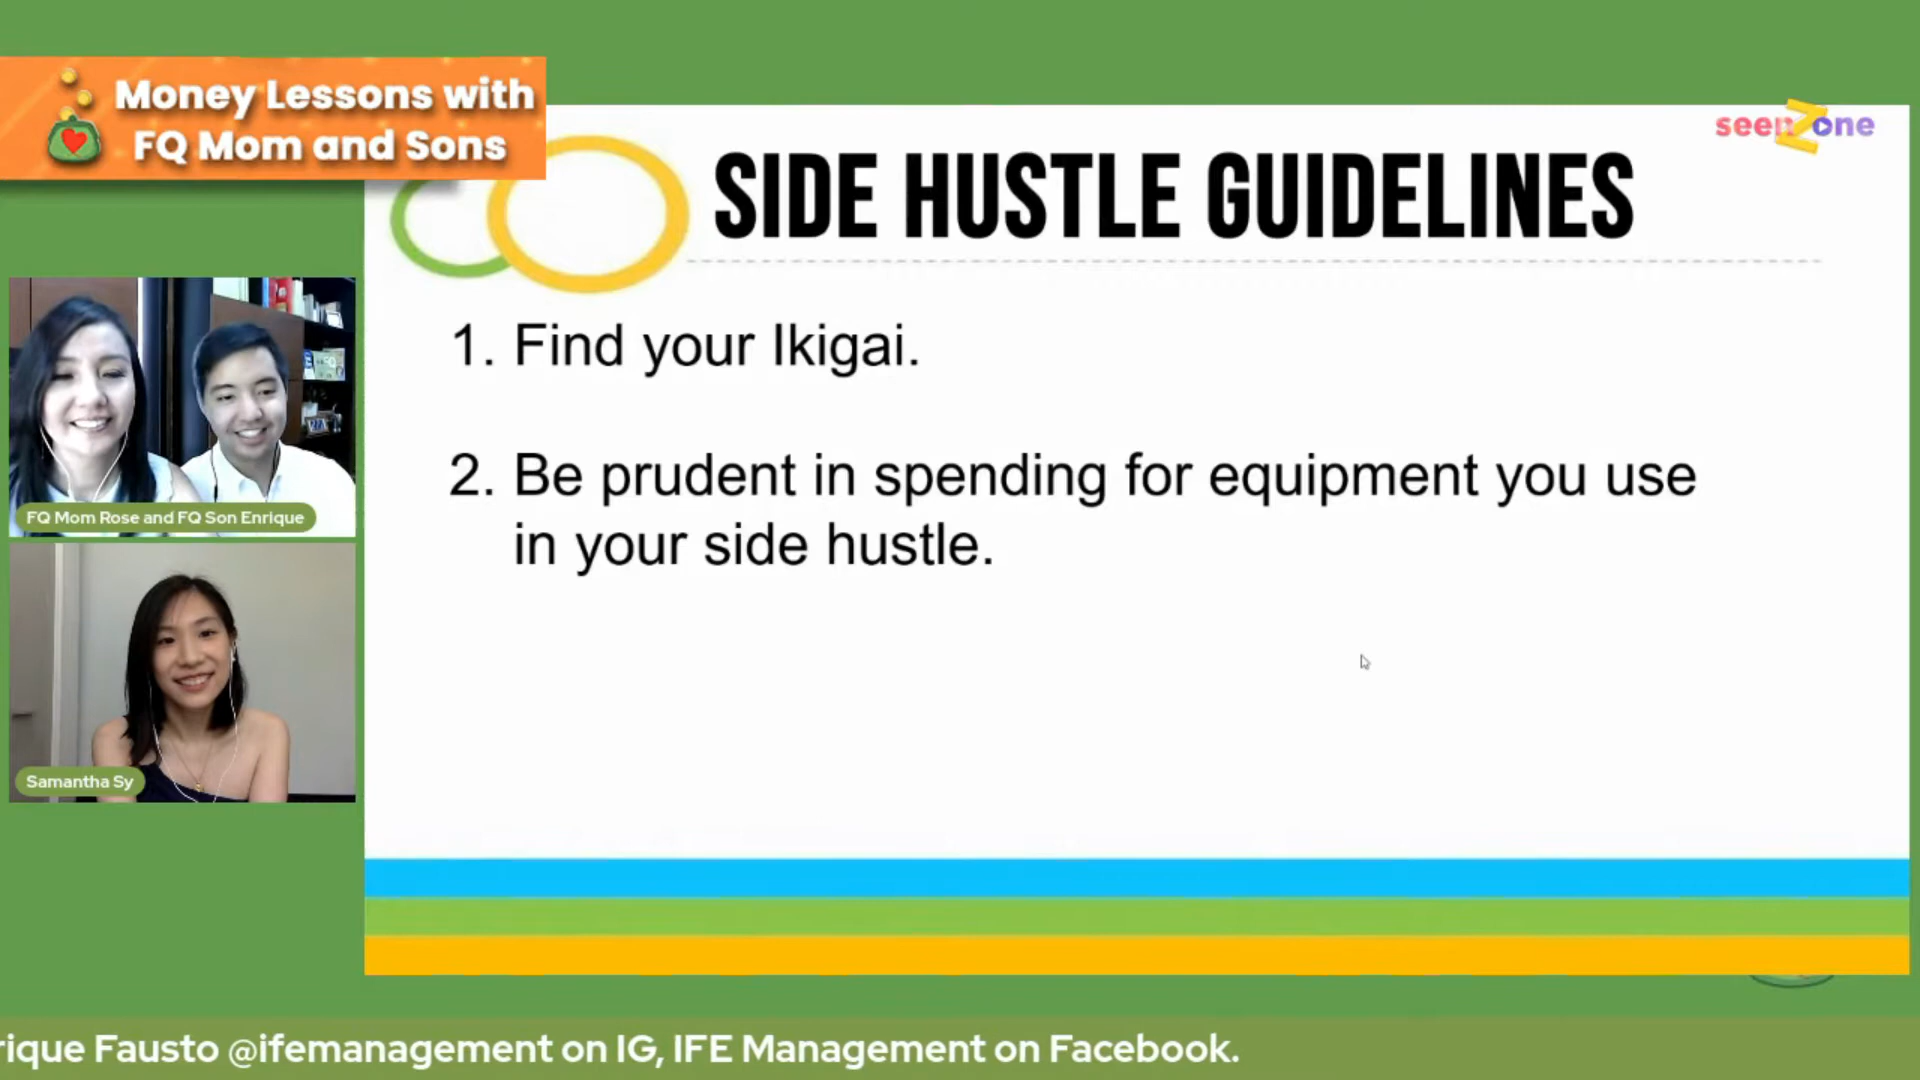 Money Lessons with
FQ Mom and Sons
seenZone
SIDE HUSTLE GUIDELINES
1. Find your Ikigai.
2. Be prudent in spending for equipment you use
in your side hustle.
FQ Mom Rose and FQ Son Enrique
Samantha Sy
rique Fausto @ifemanagement on IG, IFE Management on Facebook.